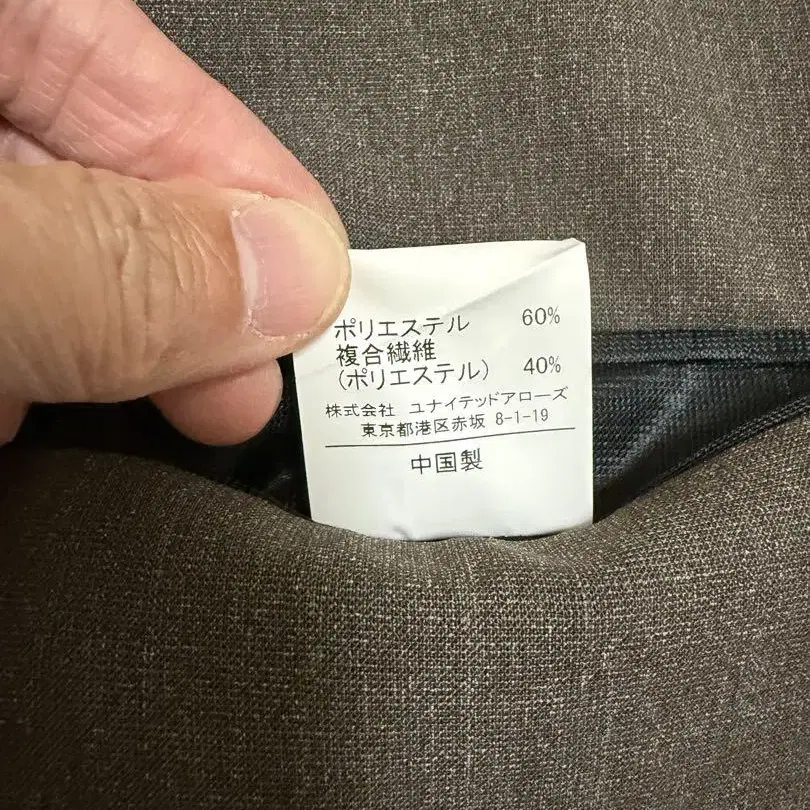 ポリエステル 60%
複合繊維
(ポリエステル) 40%
株式会社 ユナイテッドアローズ
東京都港区赤坂 8-1-19
中国製